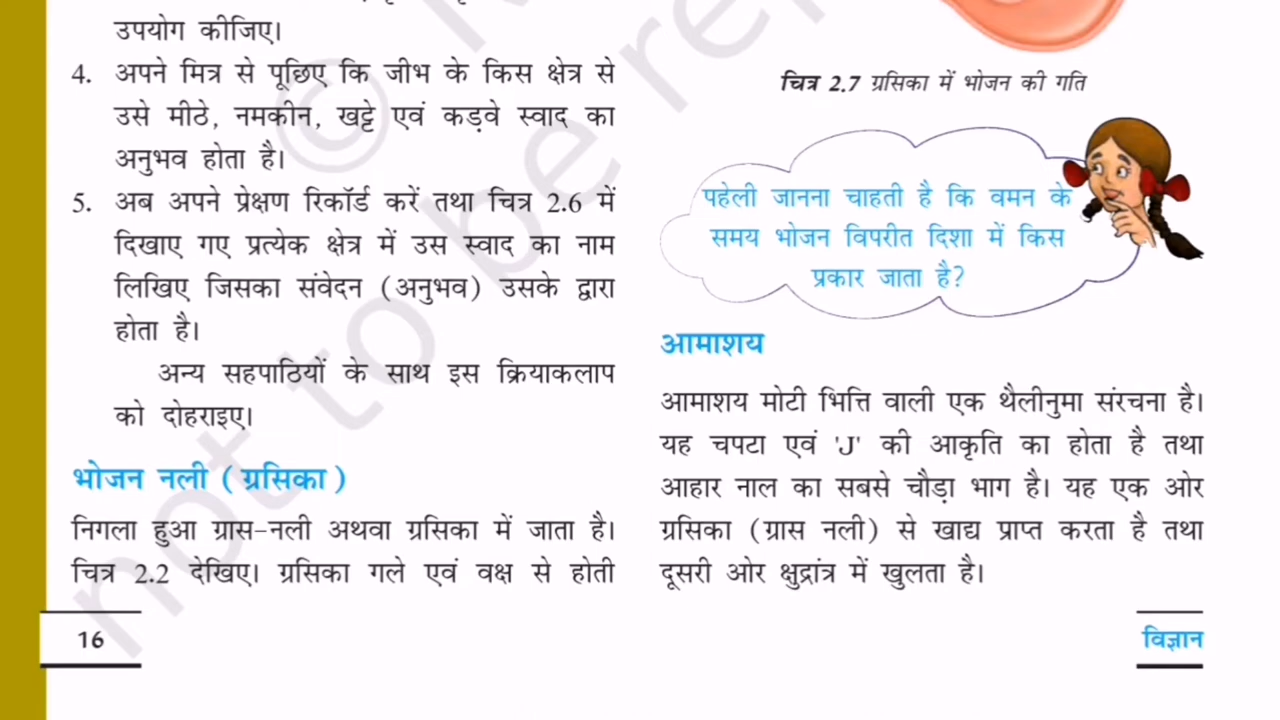 उपयोग कीजिए।
4. अपने मित्र से पूछिए कि जीभ के किस क्षेत्र से
उसे मीठे, नमकीन, खट्टे एवं कड़वे स्वाद का
अनुभव होता है।
5. अब अपने प्रेक्षण रिकॉर्ड करें तथा चित्र 2.6 में
दिखाए गए प्रत्येक क्षेत्र में उस स्वाद का नाम
लिखिए जिसका संवेदन (अनुभव) उसके द्वारा
होता है।
अन्य सहपाठियों के साथ इस क्रियाकलाप
को दोहराइए।
भोजन नली (ग्रसिका)
निगला हुआ ग्रास-नली अथवा ग्रसिका में जाता है।
चित्र 2.2 देखिए। ग्रसिका गले एवं वक्ष से होती
चित्र 2.7 ग्रसिका में भोजन की गति
पहेली जानना चाहती है कि वमन के
समय भोजन विपरीत दिशा में किस
प्रकार जाता है?
आमाशय
आमाशय मोटी भित्ति वाली एक थैलीनुमा संरचना है।
यह चपटा एवं 'J' की आकृति का होता है तथा
आहार नाल का सबसे चौड़ा भाग है। यह एक ओर
ग्रसिका (ग्रास नली) से खाद्य प्राप्त करता है तथा
दूसरी ओर क्षुद्रांत्र में खुलता है।
16
विज्ञान
©
not to be re